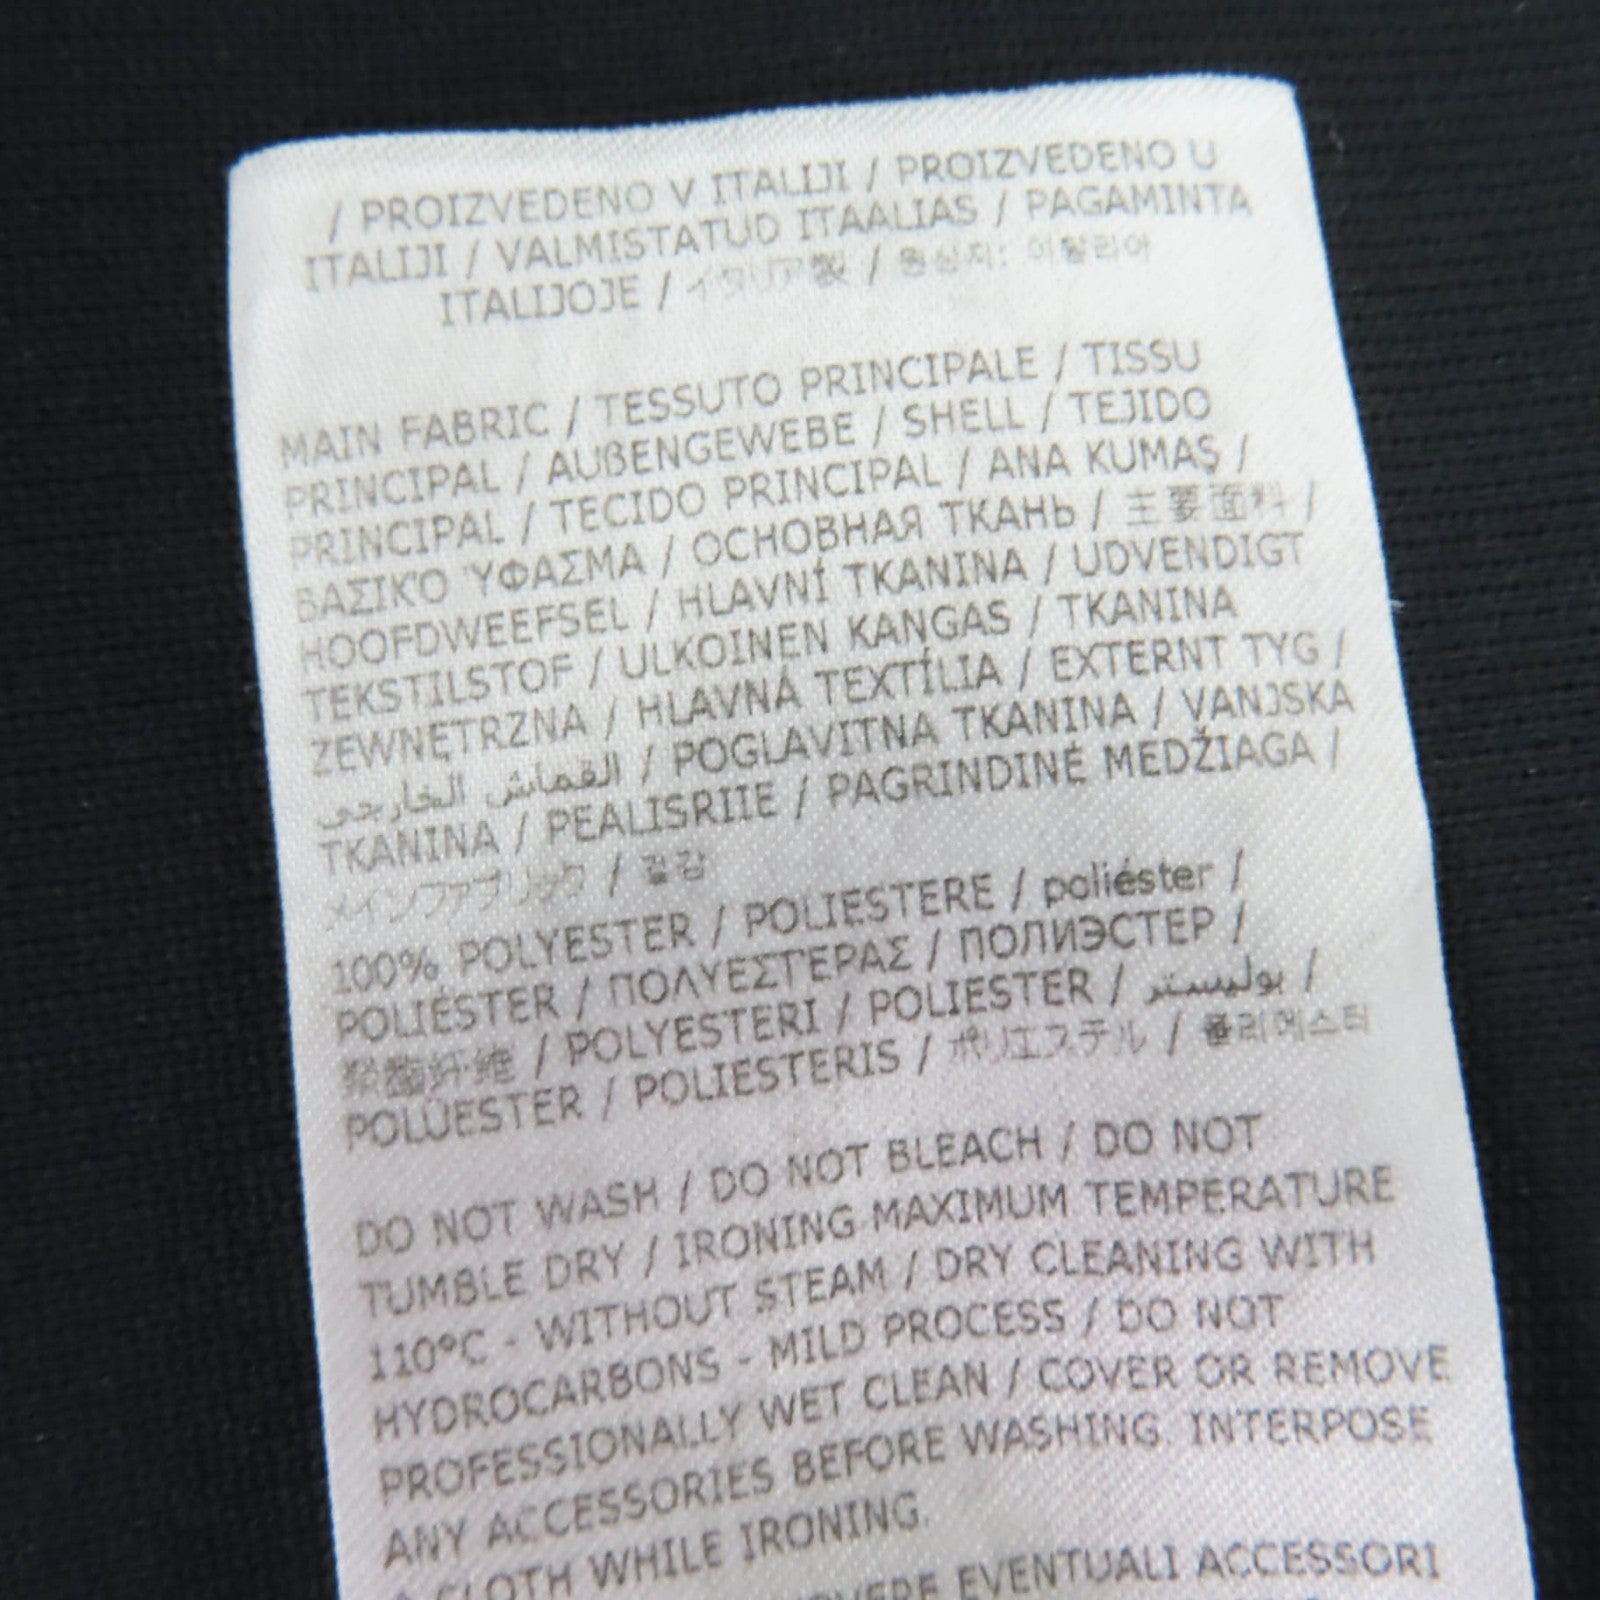 / PROIZVEDENO V ITALIJI / PROIZVEDENO U
ITALIJI / VALMISTATUD ITAALIAS / PAGAMINTA
ITALIJOJE / イタリア製 / 원산지: 이탈리아
MAIN FABRIC / TESSUTO PRINCIPALE / TISSU
PRINCIPAL / AUßENGEWEBE / SHELL / TEJIDO
PRINCIPAL / TECIDO PRINCIPAL / ANA KUMAŞ /
ΒΑΣΙΚΌ ΎΦΑΣΜΑ / ОСНОВНАЯ ТКАНЬ / 主要面料 /
HOOFDWEEFSEL / HLAVNÍ TKANINA / UDVENDIGT
TEKSTILSTOF / ULKOINEN KANGAS / TKANINA
ZEWNĘTRZNA / HLAVNÁ TEXTÍLIA / EXTERNT TYG /
القماش الخارجي / POGLAVITNA TKANINA / VANJSKA
TKANINA / PEALISRIIE / PAGRINDINĖ MEDŽIAGA /
メインファブリック / 겉감
100% POLYESTER / POLIESTERE / poliéster /
POLIÉSTER / ΠΟΛΥΕΣΤΕΡΑΣ / ПОЛИЭСТЕР /
聚酯纤维 / POLYESTERI / POLIESTER / بوليستر /
POLÜESTER / POLIESTERIS / ポリエステル / 폴리에스터
DO NOT WASH / DO NOT BLEACH / DO NOT
TUMBLE DRY / IRONING MAXIMUM TEMPERATURE
110°C - WITHOUT STEAM / DRY CLEANING WITH
HYDROCARBONS - MILD PROCESS / DO NOT
PROFESSIONALLY WET CLEAN / COVER OR REMOVE
ANY ACCESSORIES BEFORE WASHING. INTERPOSE
A CLOTH WHILE IRONING.
EVENTUALI ACCESSORI